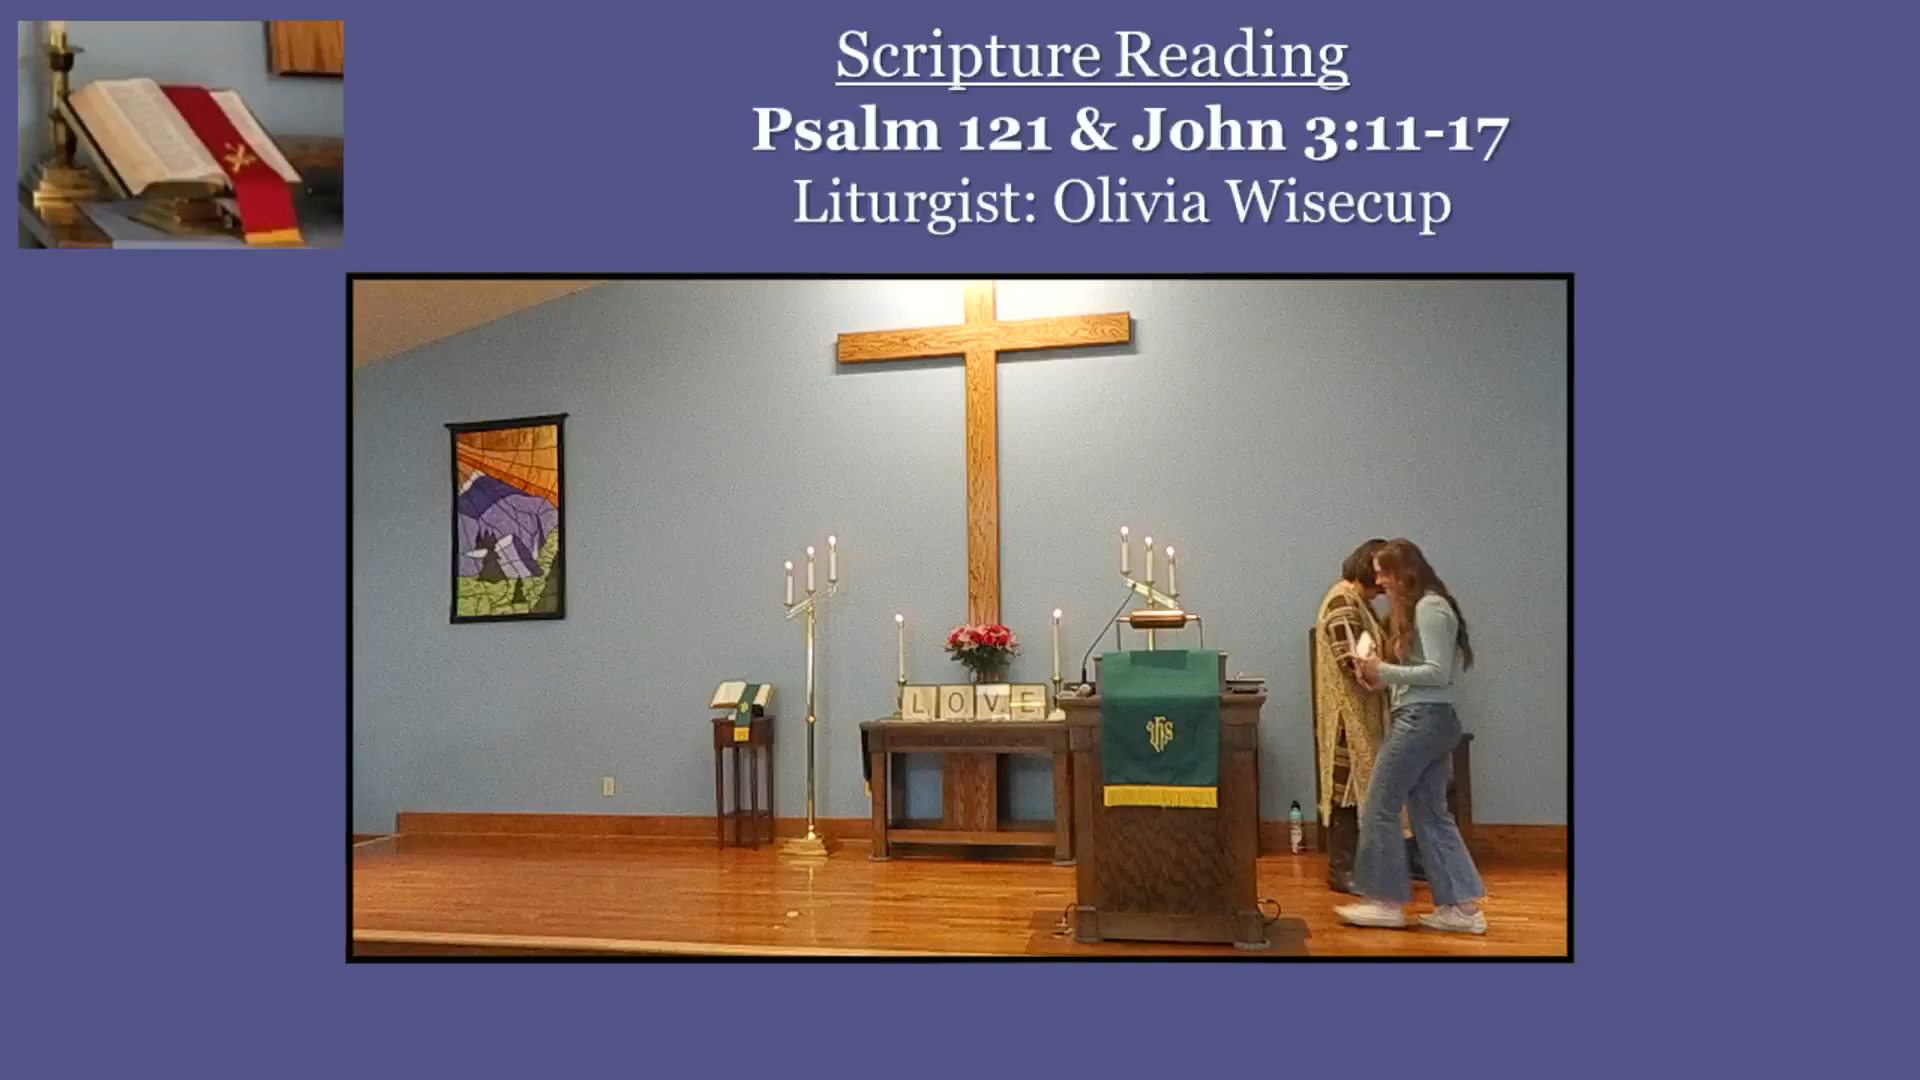 Scripture Reading
Psalm 121 & John 3:11-17
Liturgist: Olivia Wisecup
LOVE
IHS